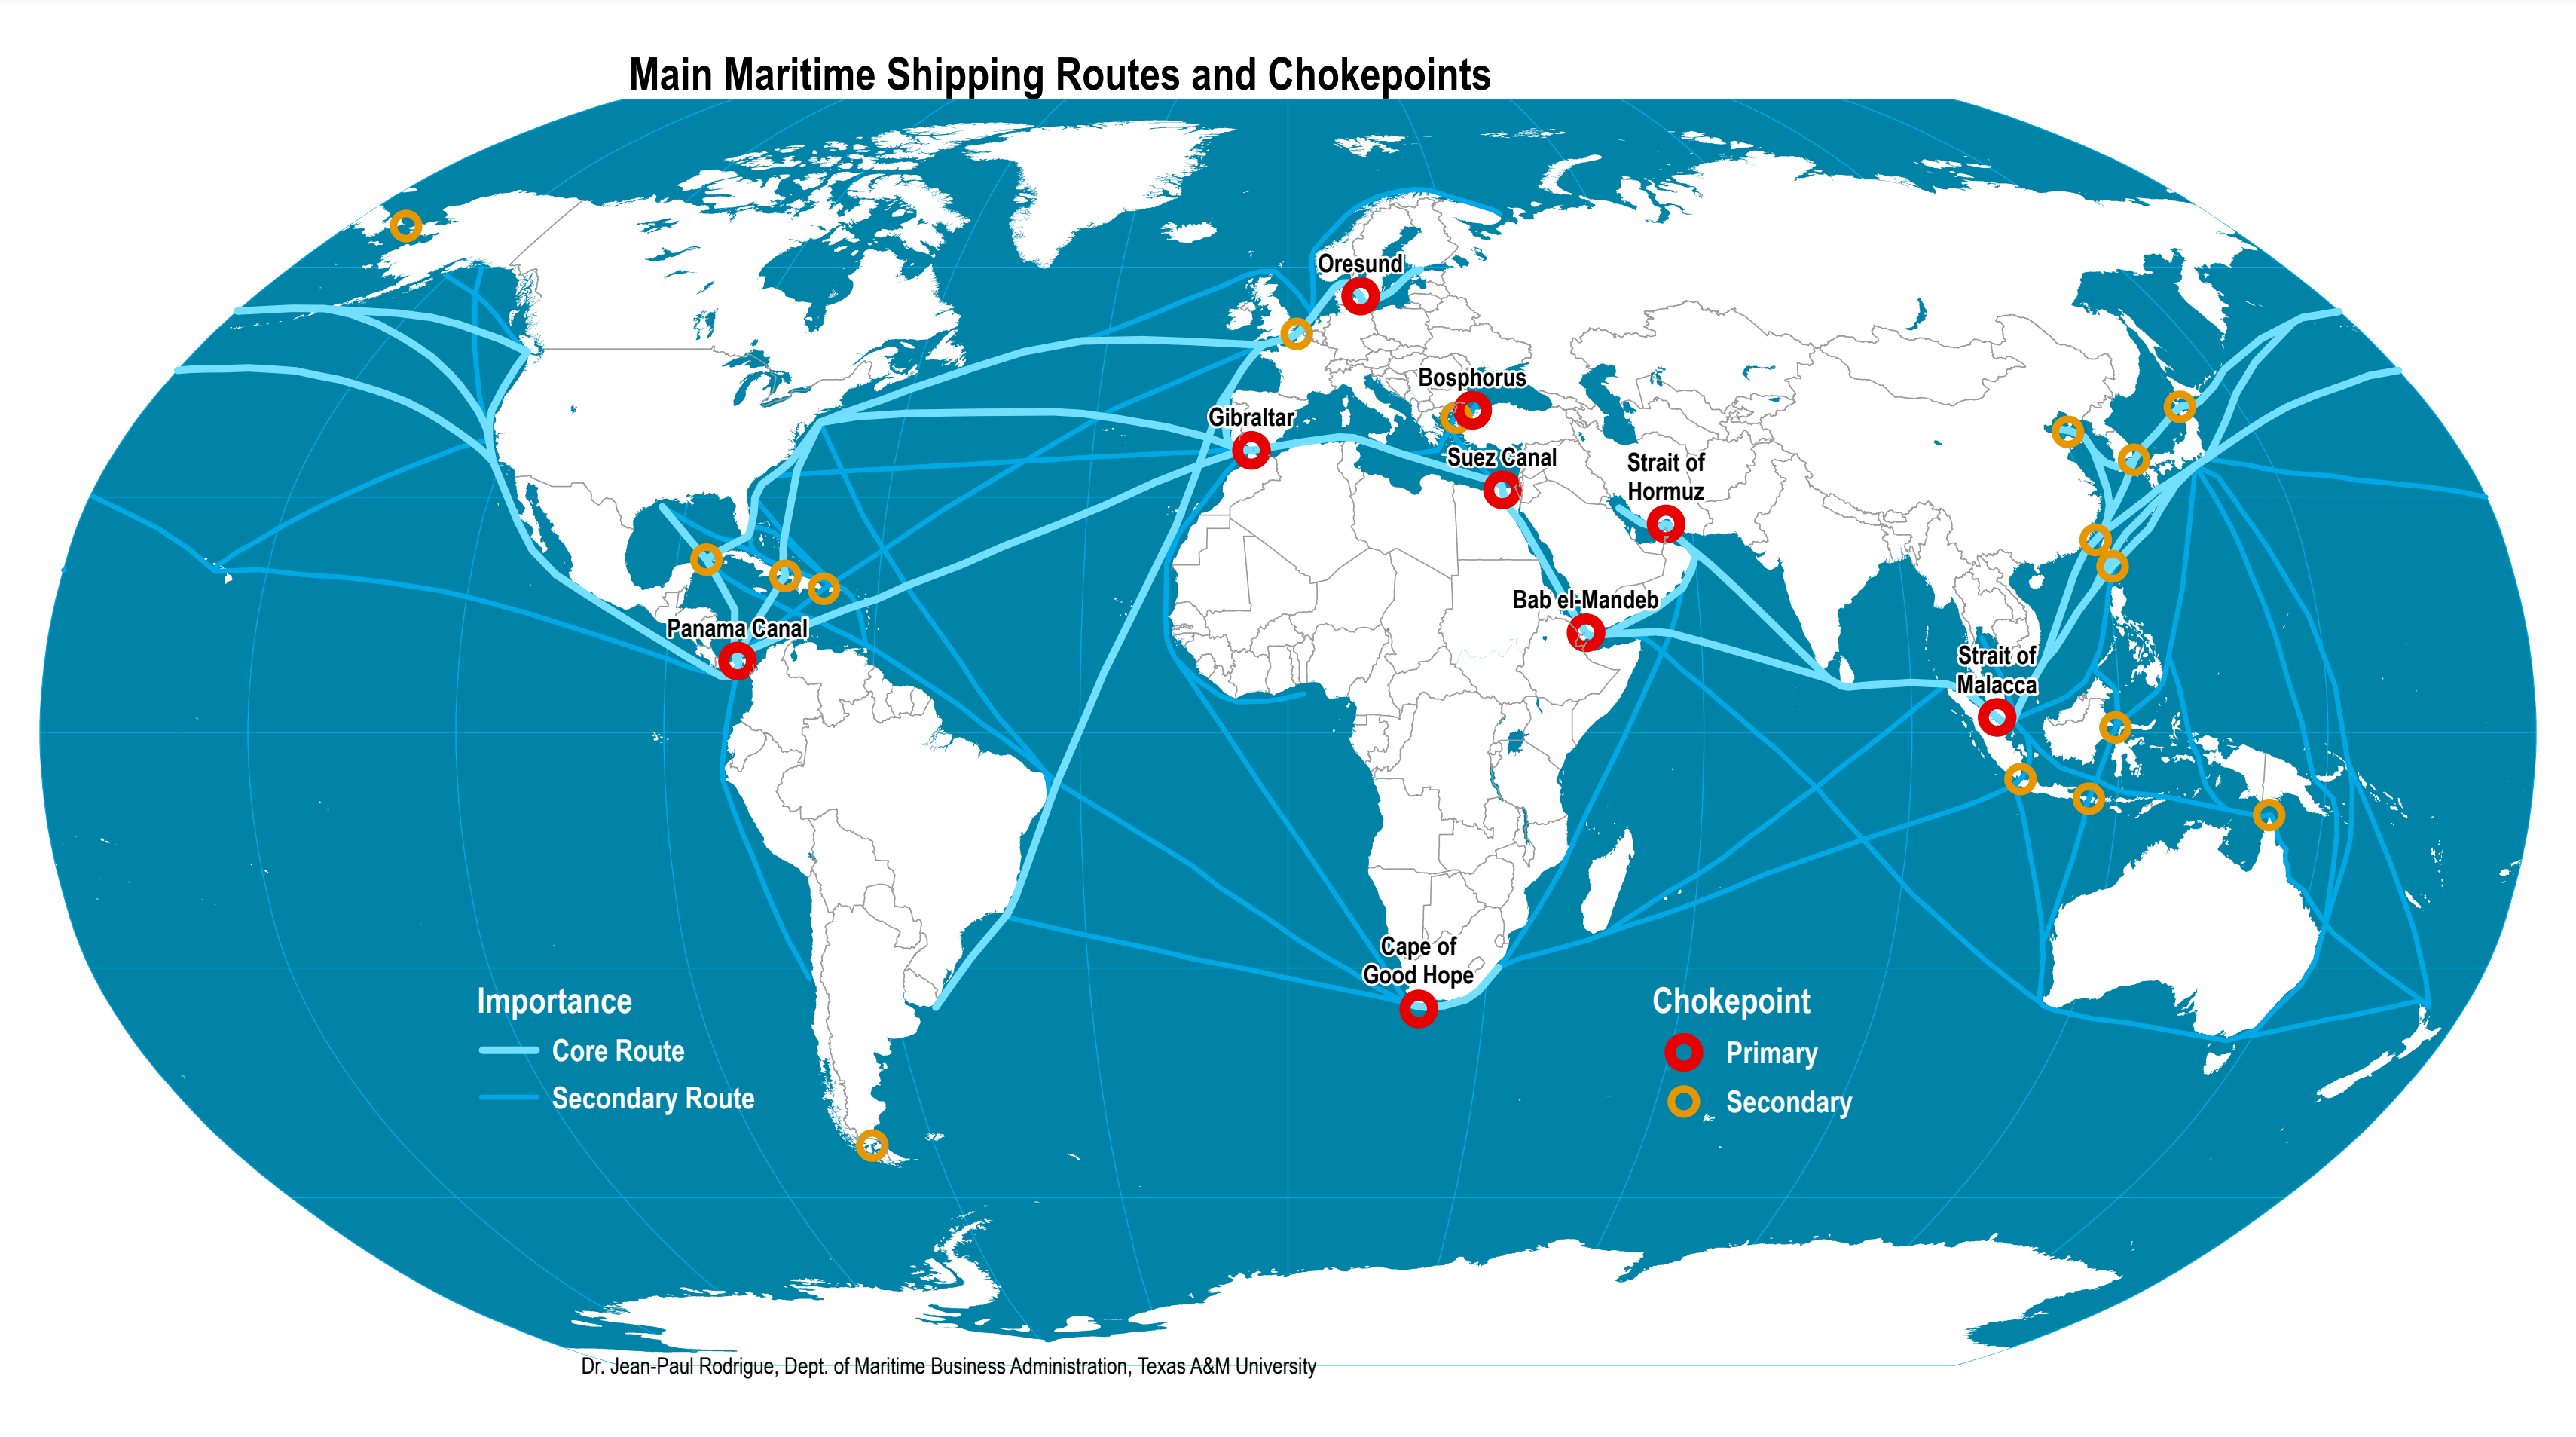 Main Maritime Shipping Routes and Chokepoints
Oresund
Bosphorus
Gibraltar
Suez Canal
Strait of
Hormuz
Bab el-Mandeb
Panama Canal
Strait of
Malacca
Cape of
Good Hope
Importance
Core Route
Secondary Route
Chokepoint
Primary
Secondary
Dr. Jean-Paul Rodrigue, Dept. of Maritime Business Administration, Texas A&M University